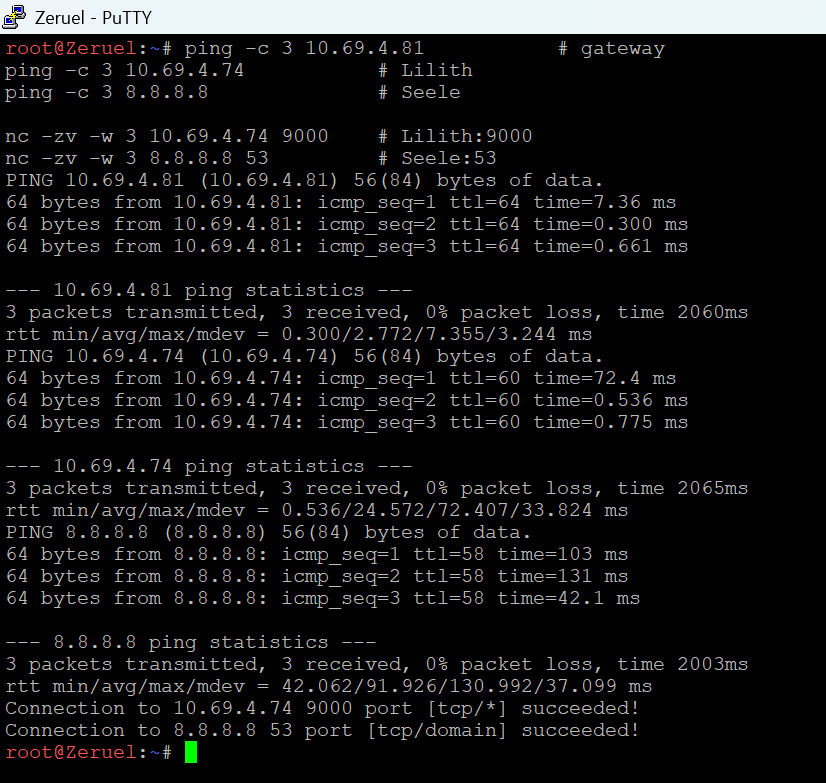 Zeruel - PuTTY
root@Zeruel:~# ping -c 3 10.69.4.81 # gateway
ping -c 3 10.69.4.74 # Lilith
ping -c 3 8.8.8.8 # Seele
nc -zv -w 3 10.69.4.74 9000 # Lilith:9000
nc -zv -w 3 8.8.8.8 53 # Seele:53
PING 10.69.4.81 (10.69.4.81) 56(84) bytes of data.
64 bytes from 10.69.4.81: icmp_seq=1 ttl=64 time=7.36 ms
64 bytes from 10.69.4.81: icmp_seq=2 ttl=64 time=0.300 ms
64 bytes from 10.69.4.81: icmp_seq=3 ttl=64 time=0.661 ms
--- 10.69.4.81 ping statistics ---
3 packets transmitted, 3 received, 0% packet loss, time 2060ms
rtt min/avg/max/mdev = 0.300/2.772/7.355/3.244 ms
PING 10.69.4.74 (10.69.4.74) 56(84) bytes of data.
64 bytes from 10.69.4.74: icmp_seq=1 ttl=60 time=72.4 ms
64 bytes from 10.69.4.74: icmp_seq=2 ttl=60 time=0.536 ms
64 bytes from 10.69.4.74: icmp_seq=3 ttl=60 time=0.775 ms
--- 10.69.4.74 ping statistics ---
3 packets transmitted, 3 received, 0% packet loss, time 2065ms
rtt min/avg/max/mdev = 0.536/24.572/72.407/33.824 ms
PING 8.8.8.8 (8.8.8.8) 56(84) bytes of data.
64 bytes from 8.8.8.8: icmp_seq=1 ttl=58 time=103 ms
64 bytes from 8.8.8.8: icmp_seq=2 ttl=58 time=131 ms
64 bytes from 8.8.8.8: icmp_seq=3 ttl=58 time=42.1 ms
--- 8.8.8.8 ping statistics ---
3 packets transmitted, 3 received, 0% packet loss, time 2003ms
rtt min/avg/max/mdev = 42.062/91.926/130.992/37.099 ms
Connection to 10.69.4.74 9000 port [tcp/*] succeeded!
Connection to 8.8.8.8 53 port [tcp/domain] succeeded!
root@Zeruel:~#